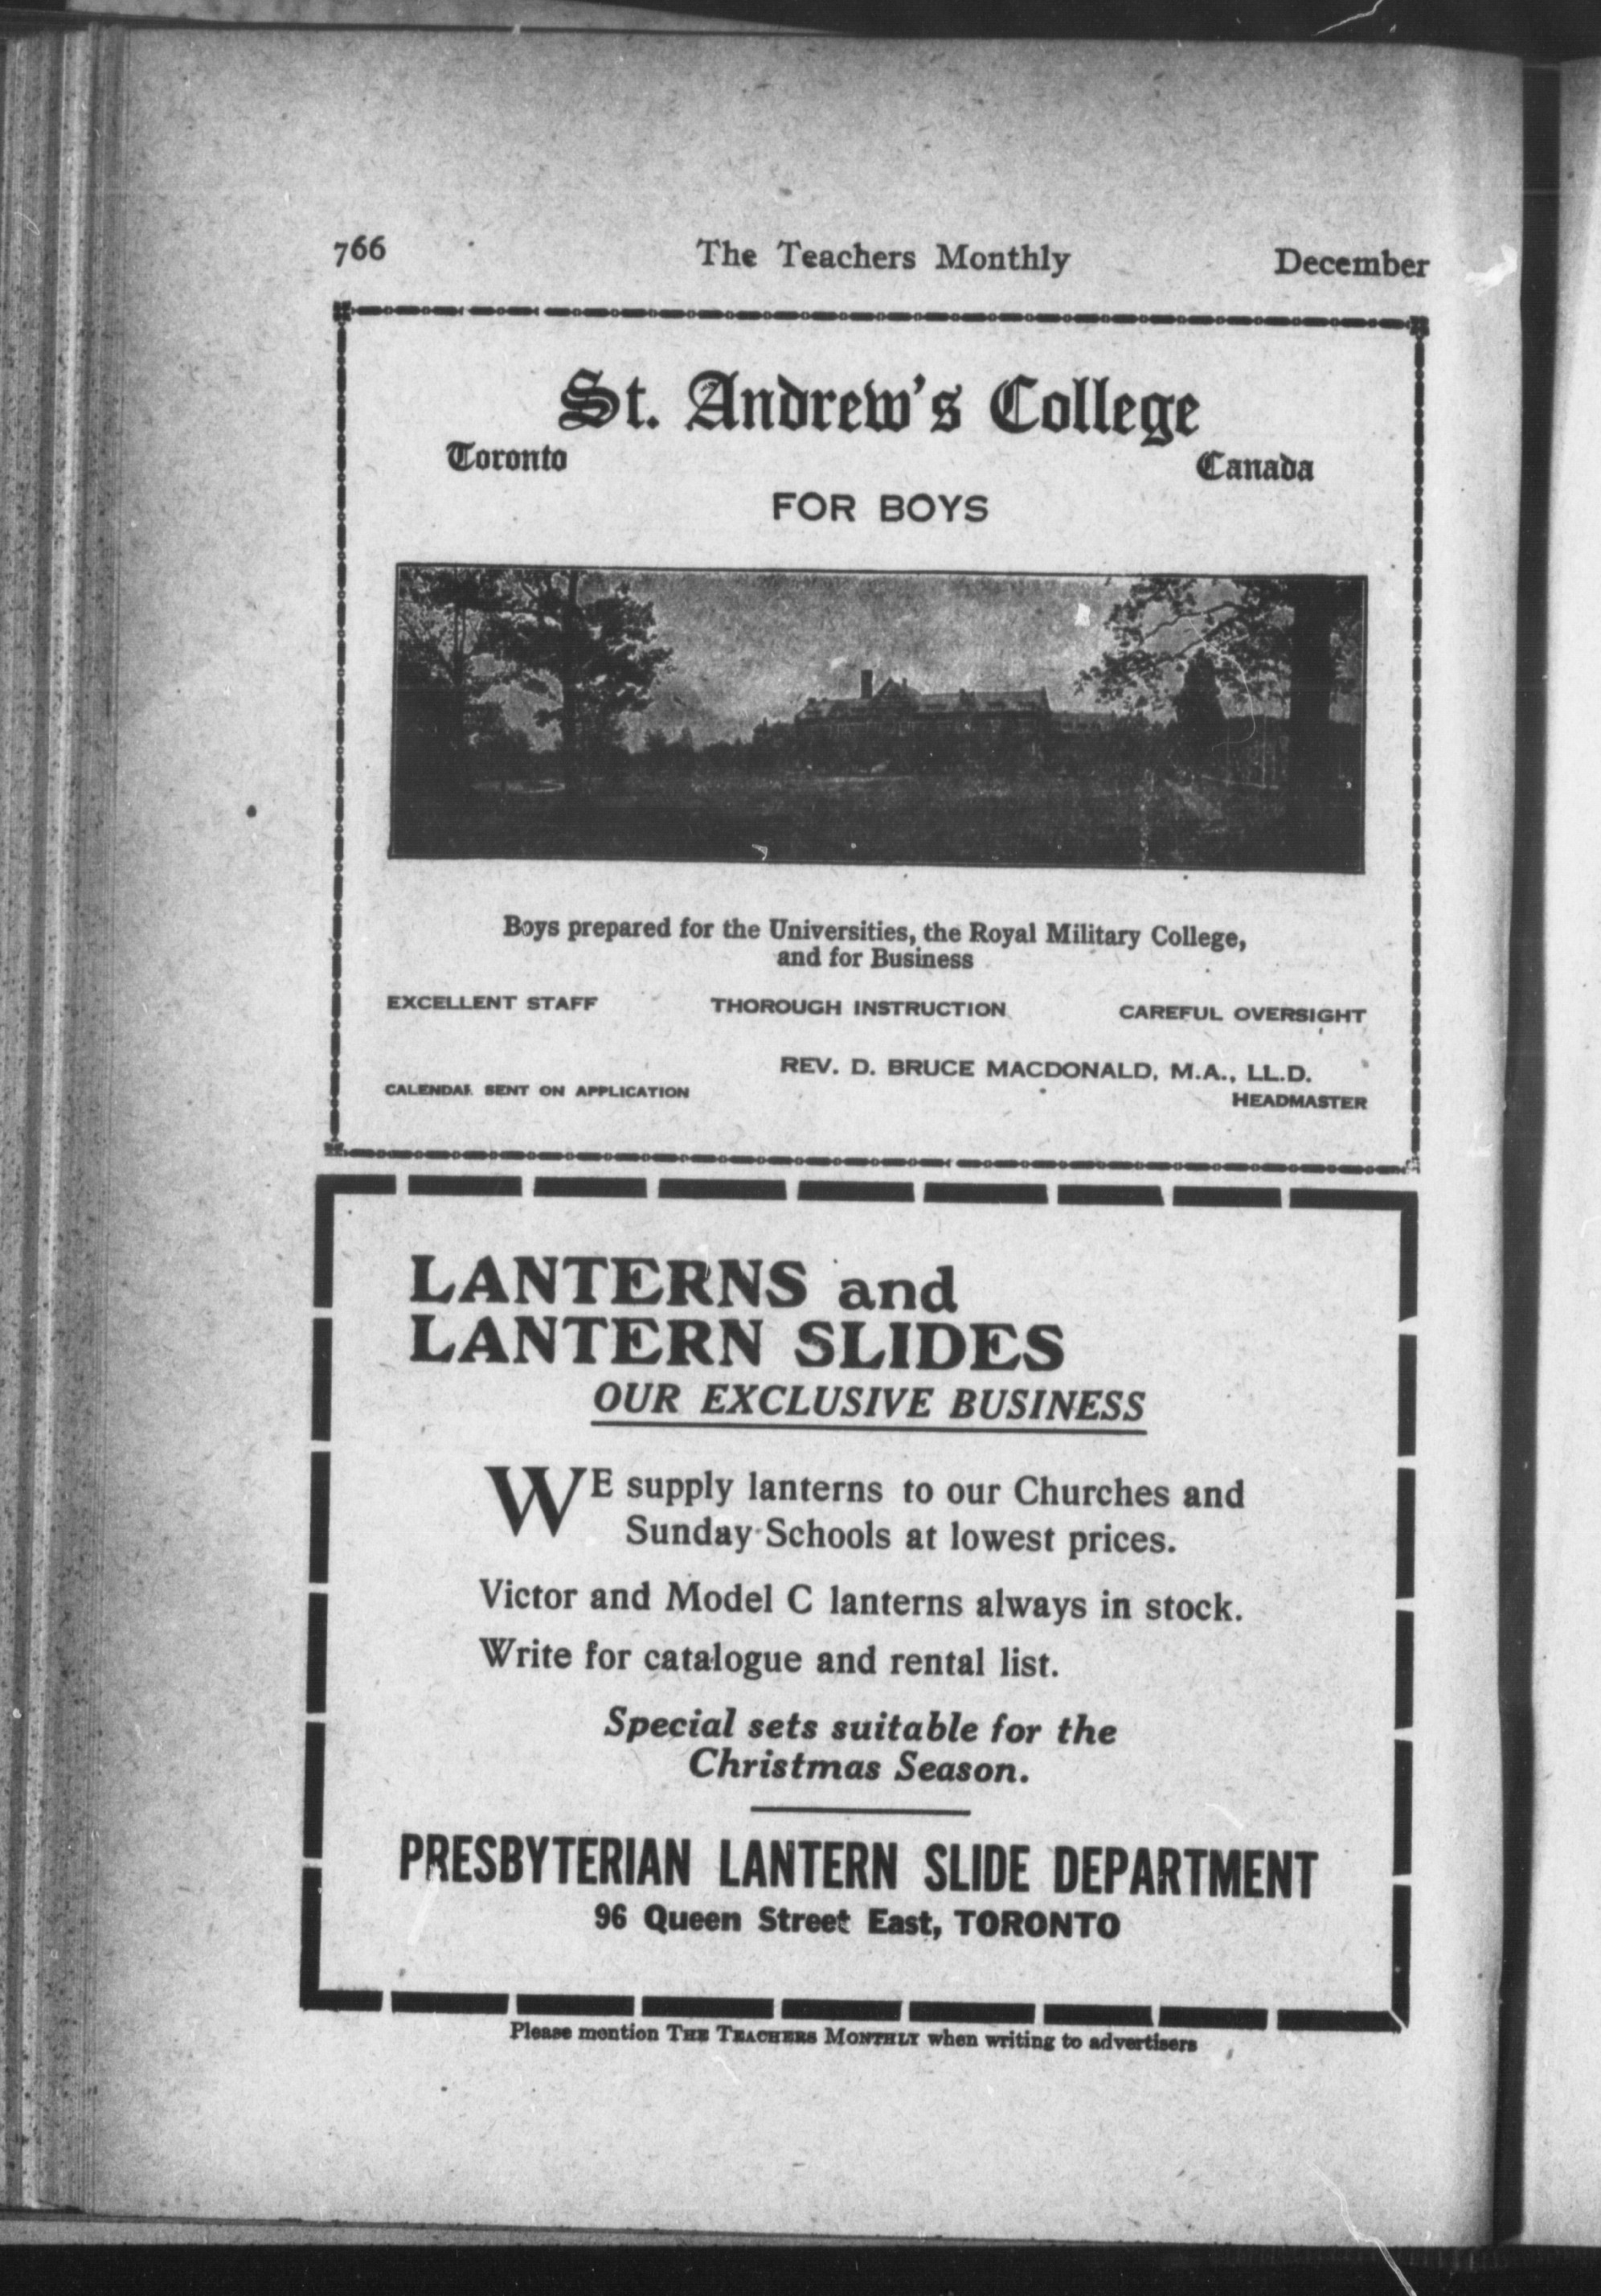 766 The Teachers Monthly December
St. Andrew's College
Toronto Canada
FOR BOYS
Boys prepared for the Universities, the Royal Military College,
and for Business
EXCELLENT STAFF THOROUGH INSTRUCTION CAREFUL OVERSIGHT
REV. D. BRUCE MACDONALD, M.A., LL.D.
CALENDAR SENT ON APPLICATION HEADMASTER
LANTERNS and
LANTERN SLIDES
OUR EXCLUSIVE BUSINESS
WE supply lanterns to our Churches and
Sunday Schools at lowest prices.
Victor and Model C lanterns always in stock.
Write for catalogue and rental list.
Special sets suitable for the
Christmas Season.
PRESBYTERIAN LANTERN SLIDE DEPARTMENT
96 Queen Street East, TORONTO
Please mention THE TEACHERS MONTHLY when writing to advertisers